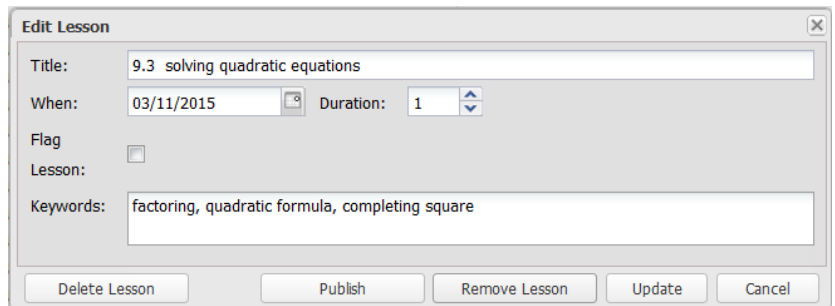 Edit Lesson
Title: 9.3 solving quadratic equations
When: 03/11/2015 Duration: 1
Flag
Lesson:
Keywords: factoring, quadratic formula, completing square
Delete Lesson Publish Remove Lesson Update Cancel